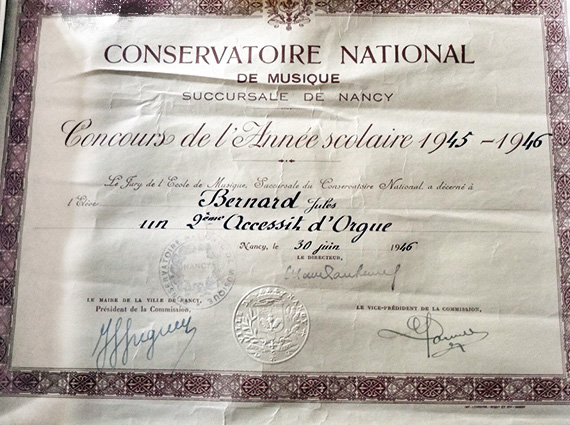 CONSERVATOIRE NATIONAL
DE MUSIQUE
SUCCURSALE DE NANCY
Concours de l'Année scolaire 1945-1946
Le Jury de l'Ecole de Musique, Succursale du Conservatoire National, a décerné à
l'Elève Bernard Jules
un 2ème Accessit d'Orgue
Nancy, le 30 juin 1946
LE DIRECTEUR,
LE MAIRE DE LA VILLE DE NANCY,
Président de la Commission,
LE VICE-PRÉSIDENT DE LA COMMISSION,